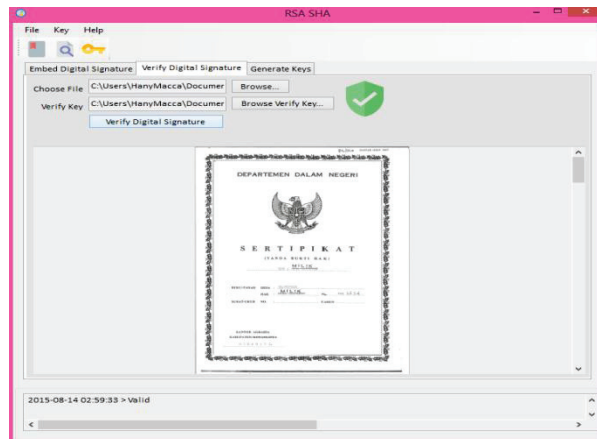 RSA SHA
File Key Help
Embed Digital Signature Verify Digital Signature Generate Keys
Choose File C:\Users\HanyMacca\Documer Browse...
Verify Key C:\Users\HanyMacca\Documer Browse Verify Key...
Verify Digital Signature
DEPARTEMEN DALAM NEGERI
SERTIPIKAT
(TANDA BUKTI HAK)
MILIK
MILIK
2015-08-14 02:59:33 > Valid